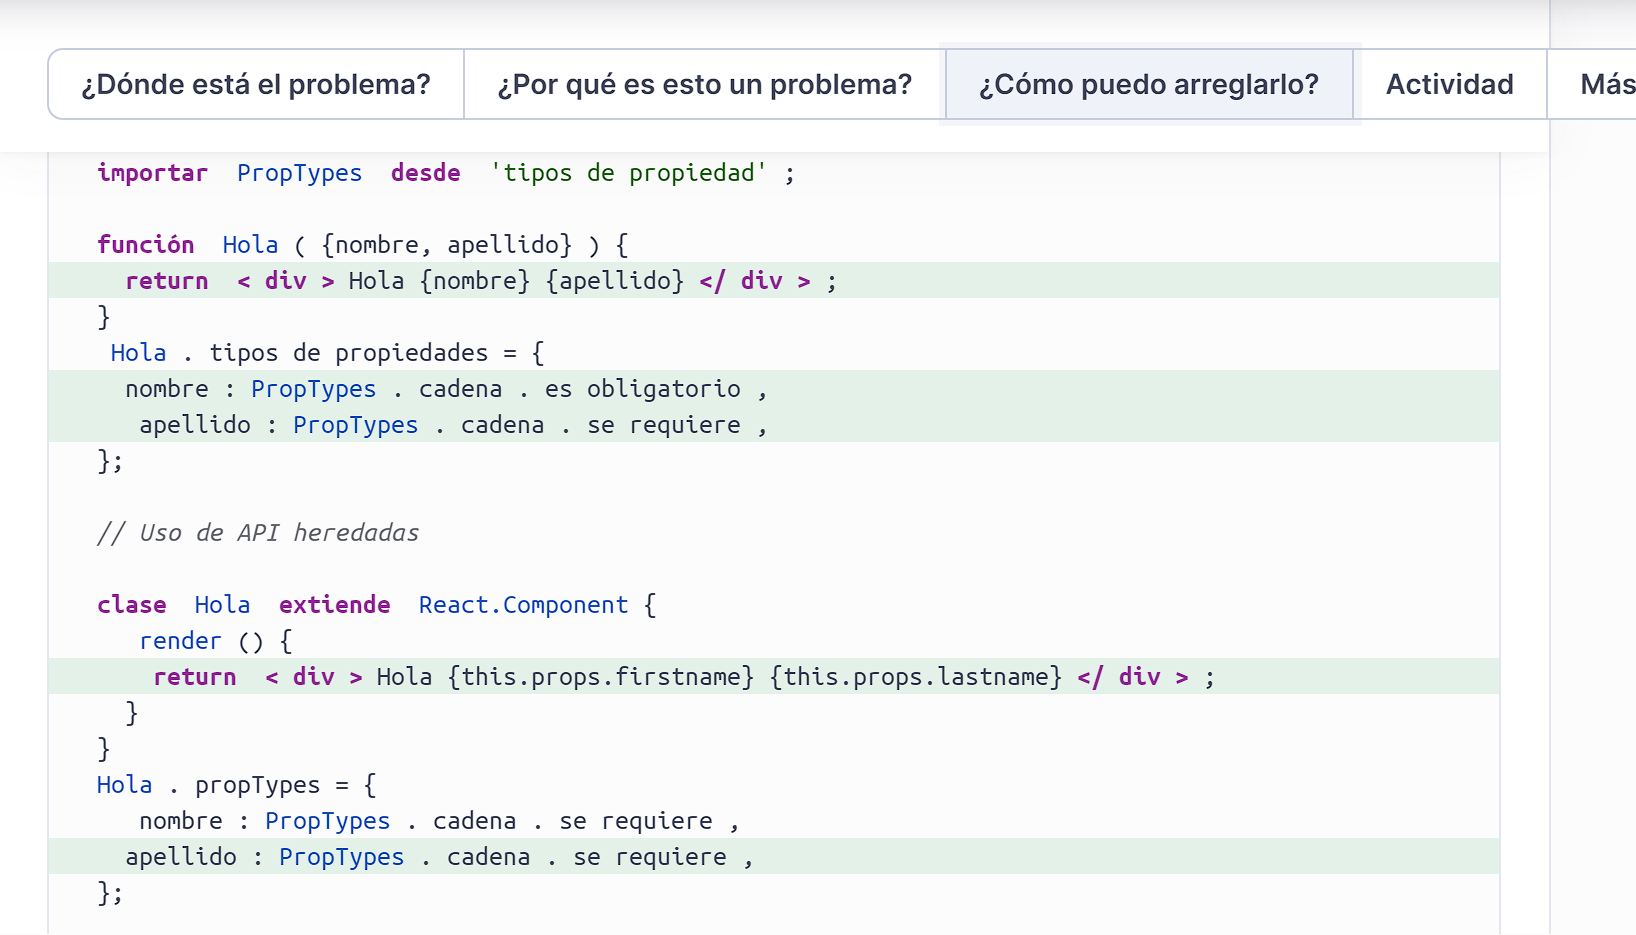 ¿Dónde está el problema? ¿Por qué es esto un problema? ¿Cómo puedo arreglarlo? Actividad Más
importar PropTypes desde 'tipos de propiedad' ;
función Hola ( {nombre, apellido} ) {
return < div > Hola {nombre} {apellido} </ div > ;
}
Hola . tipos de propiedades = {
nombre : PropTypes . cadena . es obligatorio ,
apellido : PropTypes . cadena . se requiere ,
};
// Uso de API heredadas
clase Hola extiende React.Component {
render () {
return < div > Hola {this.props.firstname} {this.props.lastname} </ div > ;
}
}
Hola . propTypes = {
nombre : PropTypes . cadena . se requiere ,
apellido : PropTypes . cadena . se requiere ,
};